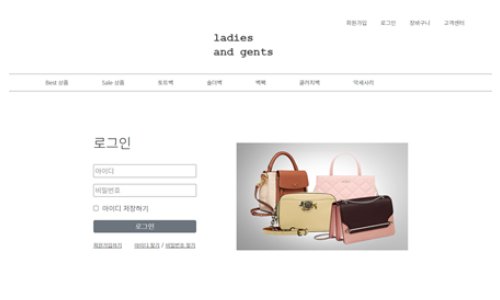 회원가입 로그인 장바구니 고객센터
ladies
and gents
Best 상품 Sale 상품 토트백 숄더백 백팩 클러치백 악세사리
로그인
아이디
비밀번호
아이디 저장하기
로그인
회원가입하기 아이디 찾기 / 비밀번호 찾기